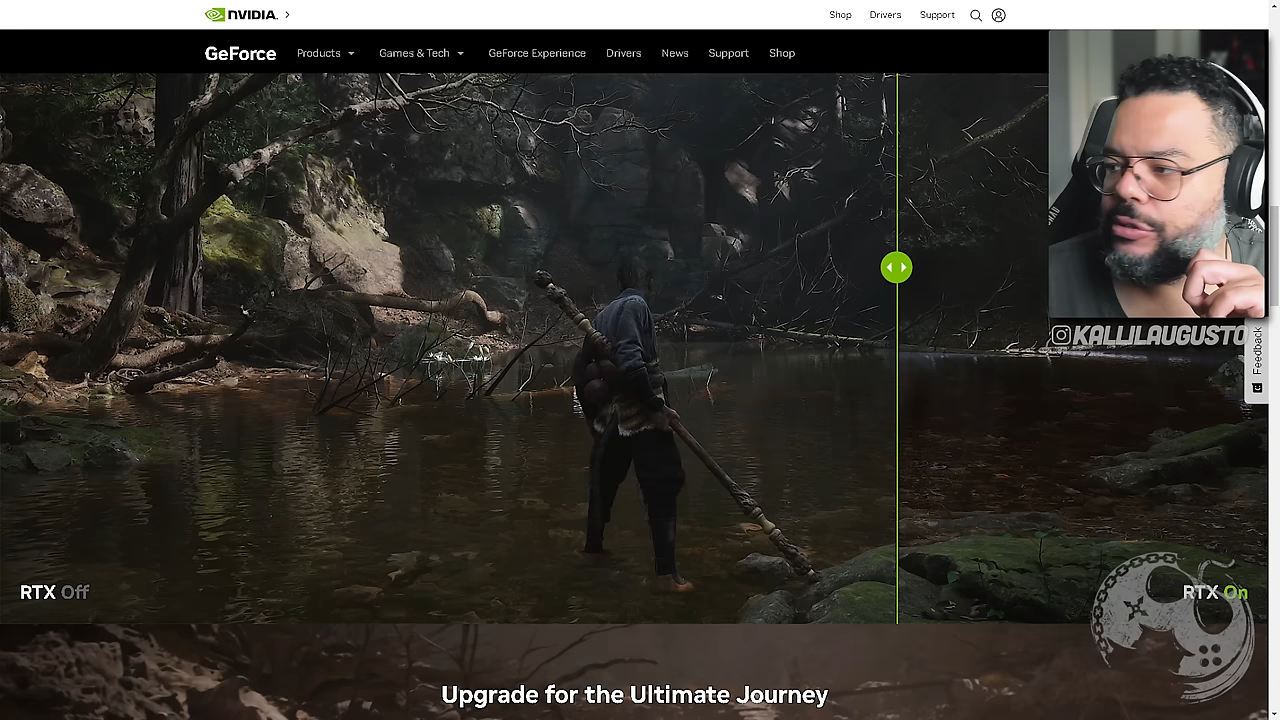 NVIDIA.
Shop
Drivers
Support
GeForce
Products
Games & Tech
GeForce Experience
Drivers
News
Support
Shop
KALLILAUGUSTO
Feedback
RTX Off
RTX On
Upgrade for the Ultimate Journey